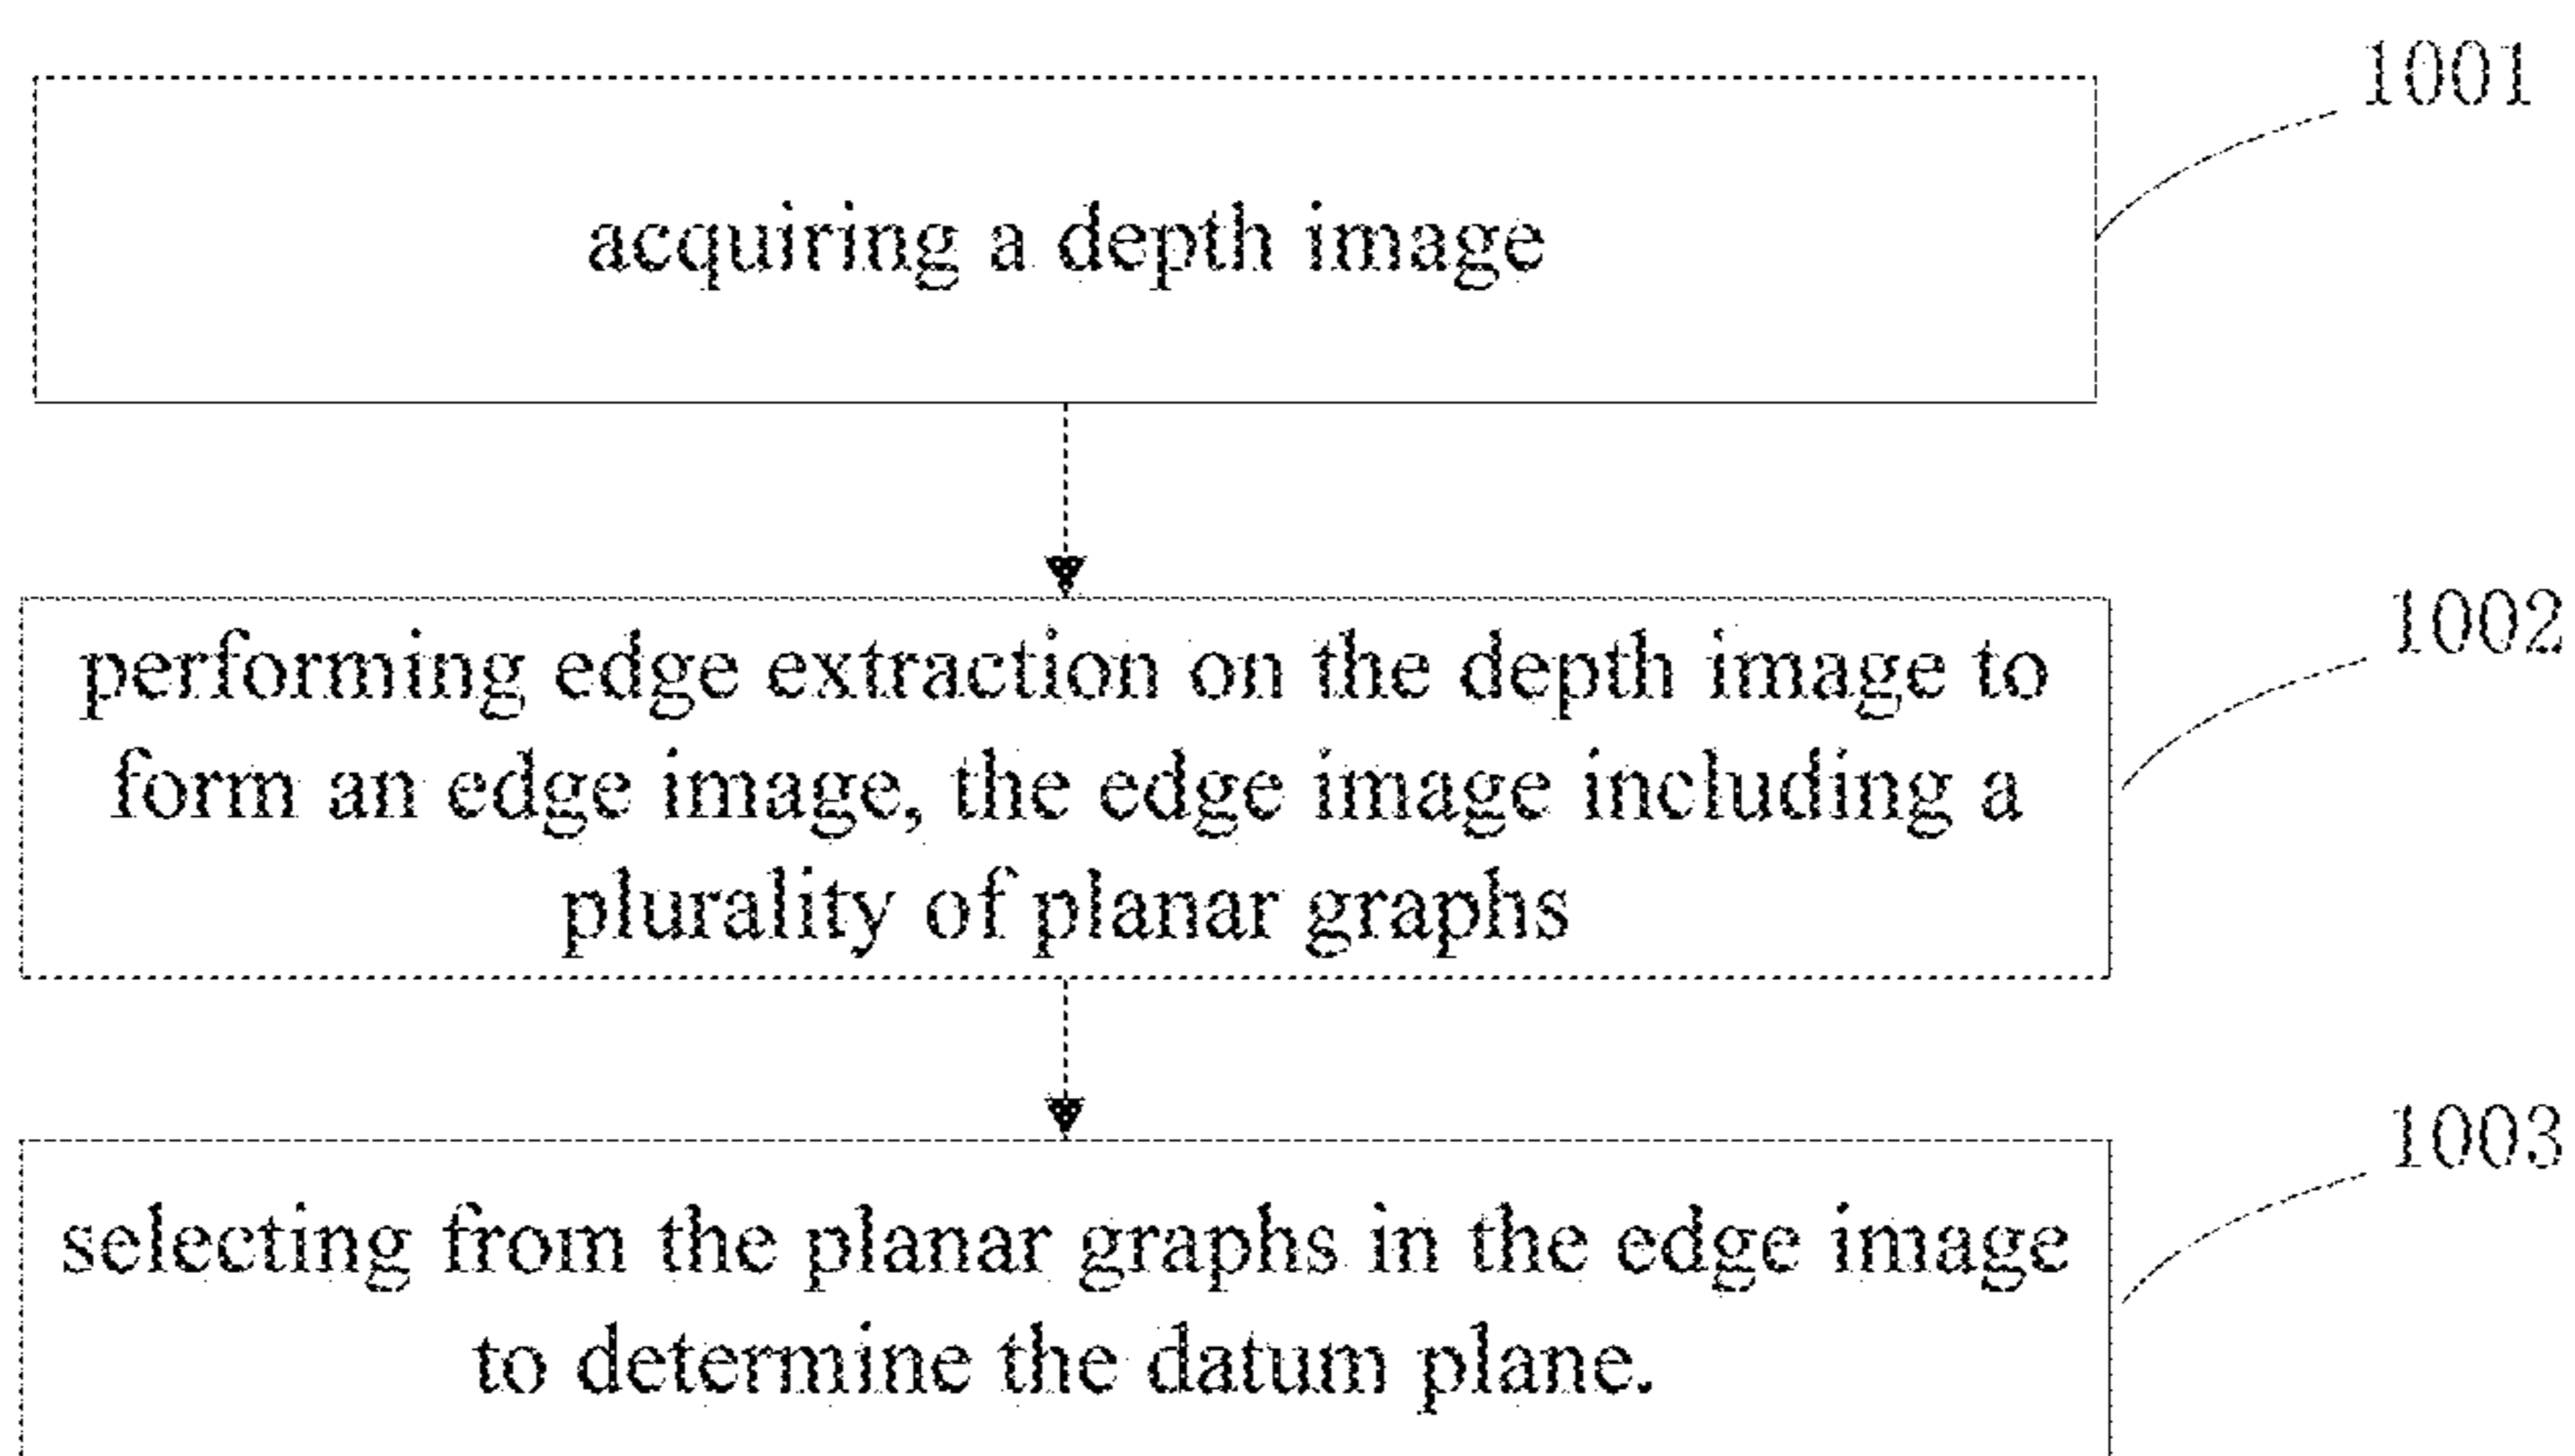 1001
acquiring a depth image
1002
performing edge extraction on the depth image to
form an edge image, the edge image including a
plurality of planar graphs
1003
selecting from the planar graphs in the edge image
to determine the datum plane.